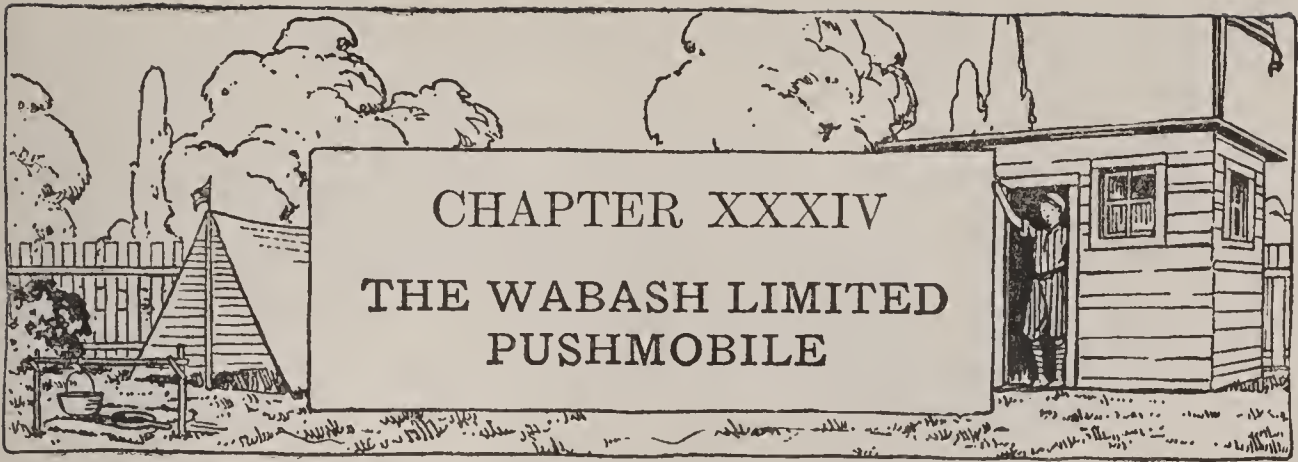 CHAPTER XXXIV
THE WABASH LIMITED
PUSHMOBILE